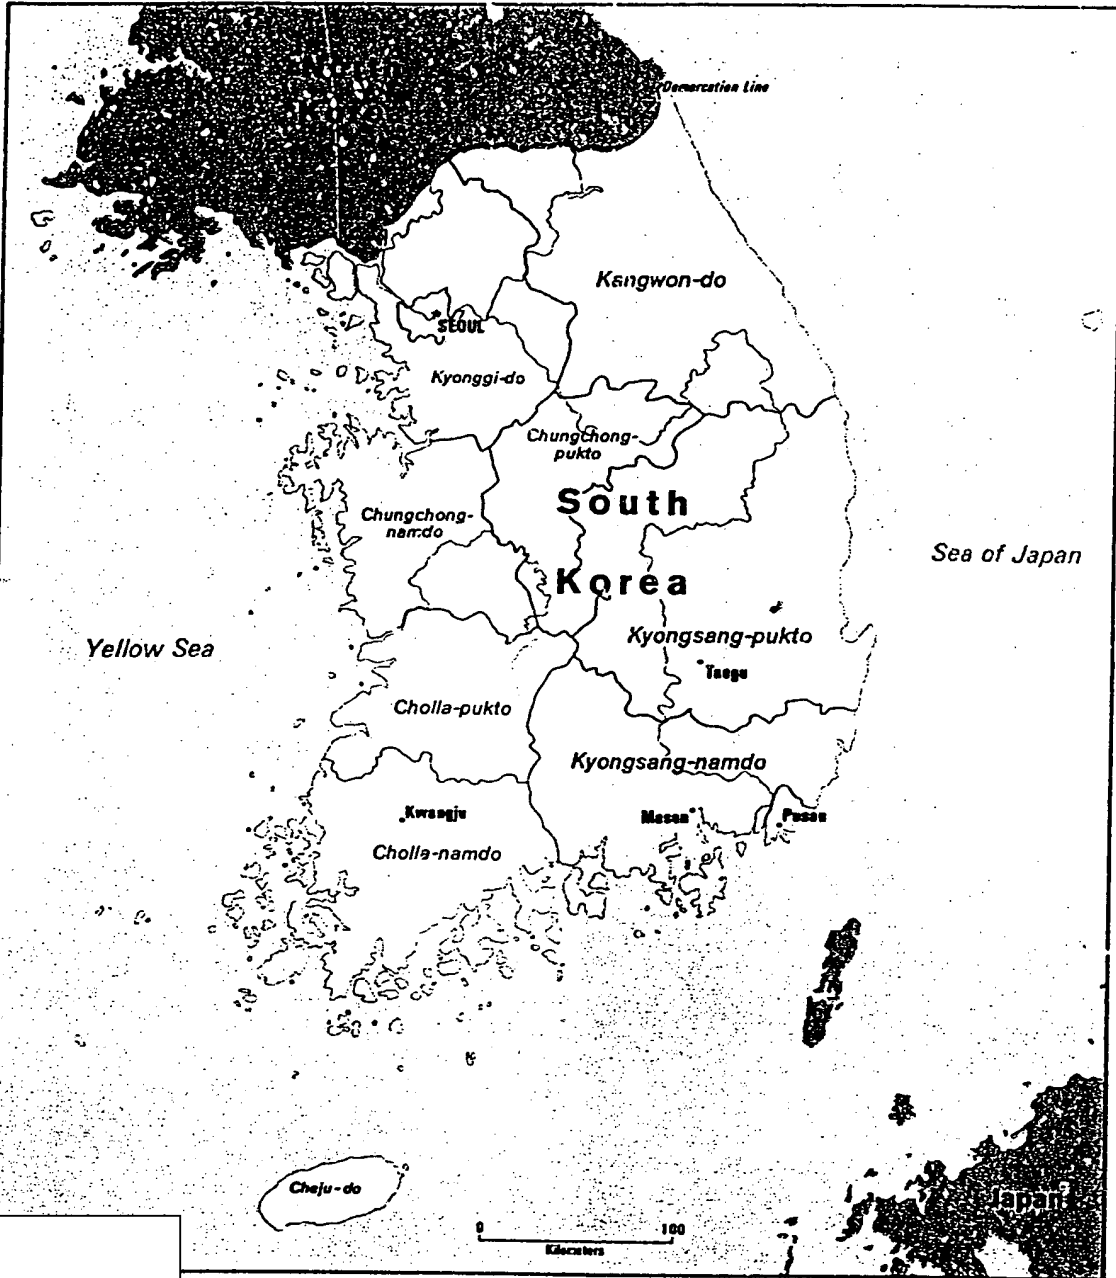 Demarcation Line
Kangwon-do
SEOUL
Kyonggi-do
Chungchong-
pukto
South
Chungchong-
namdo
Sea of Japan
Korea
Kyongsang-pukto
Yellow Sea
Taegu
Cholla-pukto
Kyongsang-namdo
Kwangju
Masan
Pusan
Cholla-namdo
Cheju-do
Japan
0 100
Kilometers